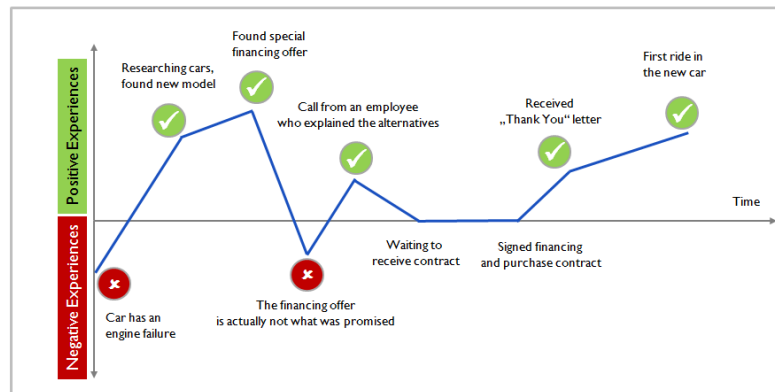 Positive Experiences
Negative Experiences
Car has an
engine failure
Researching cars,
found new model
Found special
financing offer
The financing offer
is actually not what was promised
Call from an employee
who explained the alternatives
Waiting to
receive contract
Signed financing
and purchase contract
Received
„Thank You“ letter
First ride in
the new car
Time